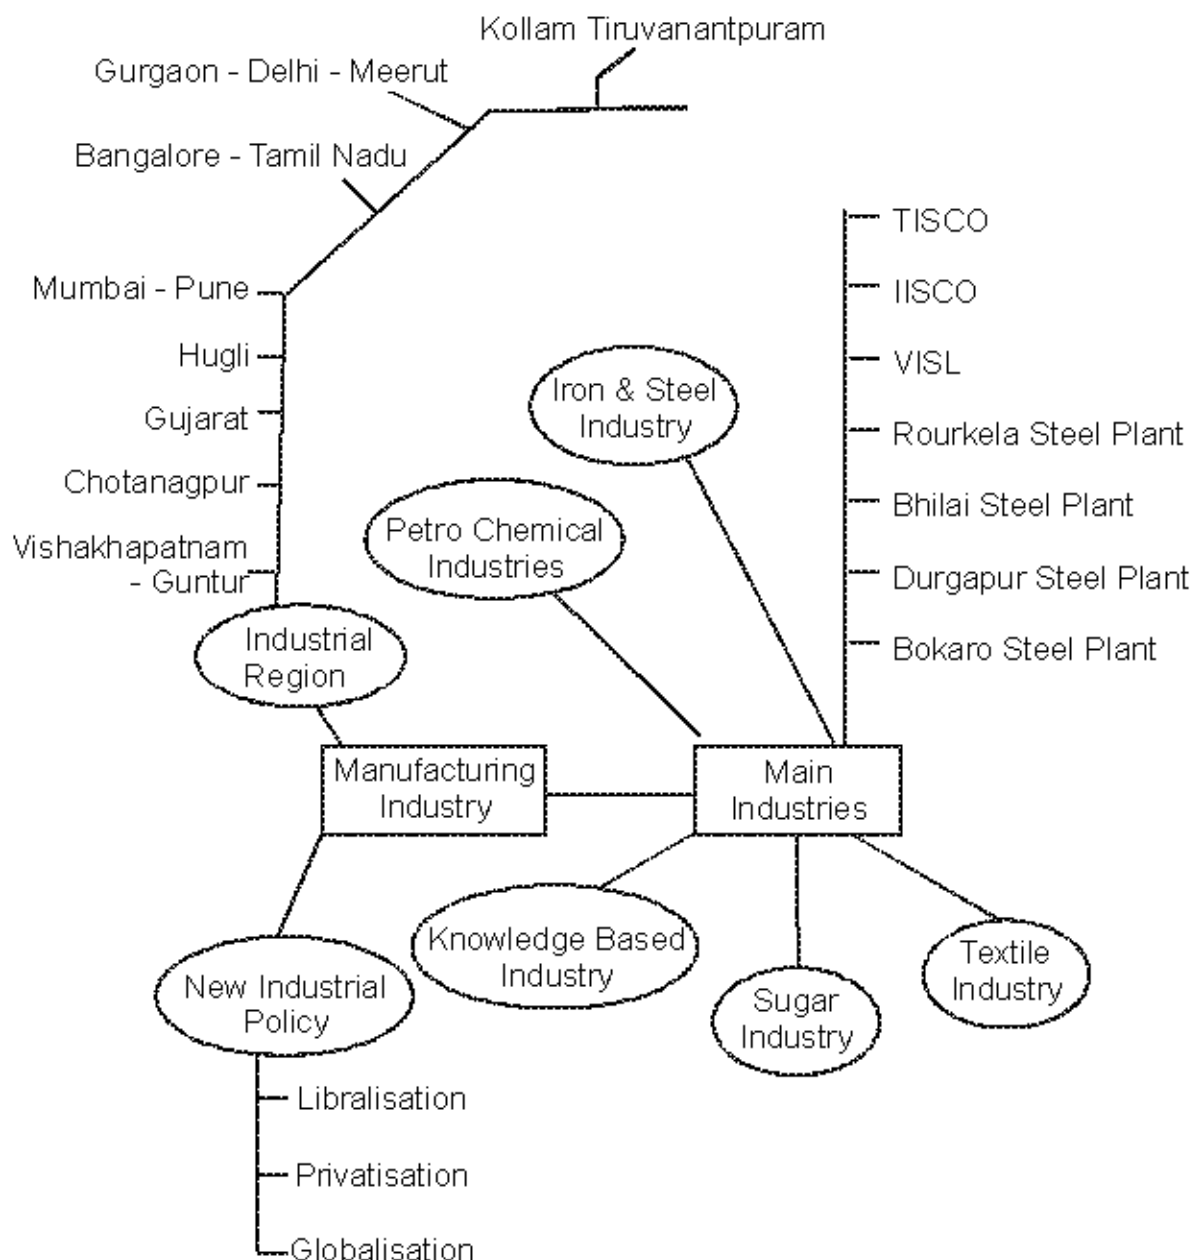 Kollam Tiruvanantpuram
Gurgaon - Delhi - Meerut
Bangalore - Tamil Nadu
Mumbai - Pune
Hugli
Gujarat
Chotanagpur
Vishakhapatnam
- Guntur
Industrial
Region
TISCO
IISCO
VISL
Rourkela Steel Plant
Bhilai Steel Plant
Durgapur Steel Plant
Bokaro Steel Plant
Iron & Steel
Industry
Petro Chemical
Industries
Manufacturing
Industry
Main
Industries
Knowledge Based
Industry
Sugar
Industry
Textile
Industry
New Industrial
Policy
Libralisation
Privatisation
Globalisation